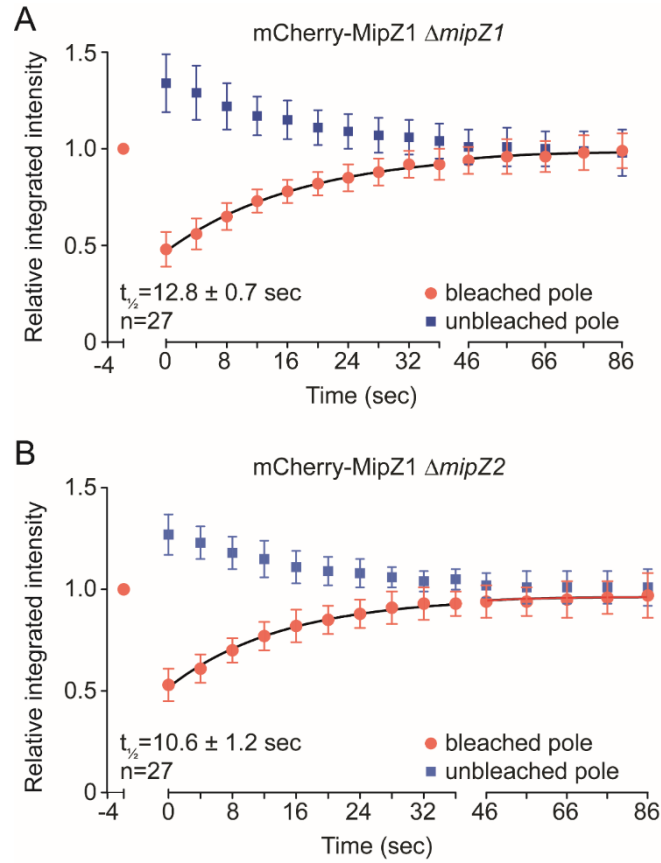 A
mCherry-MipZ1 ΔmipZ1
Relative integrated intensity
1.5
1.0
0.5
0
t½=12.8 ± 0.7 sec
n=27
bleached pole
unbleached pole
-4 0 8 16 24 32 46 66 86
Time (sec)
B
mCherry-MipZ1 ΔmipZ2
Relative integrated intensity
1.5
1.0
0.5
0
t½=10.6 ± 1.2 sec
n=27
bleached pole
unbleached pole
-4 0 8 16 24 32 46 66 86
Time (sec)